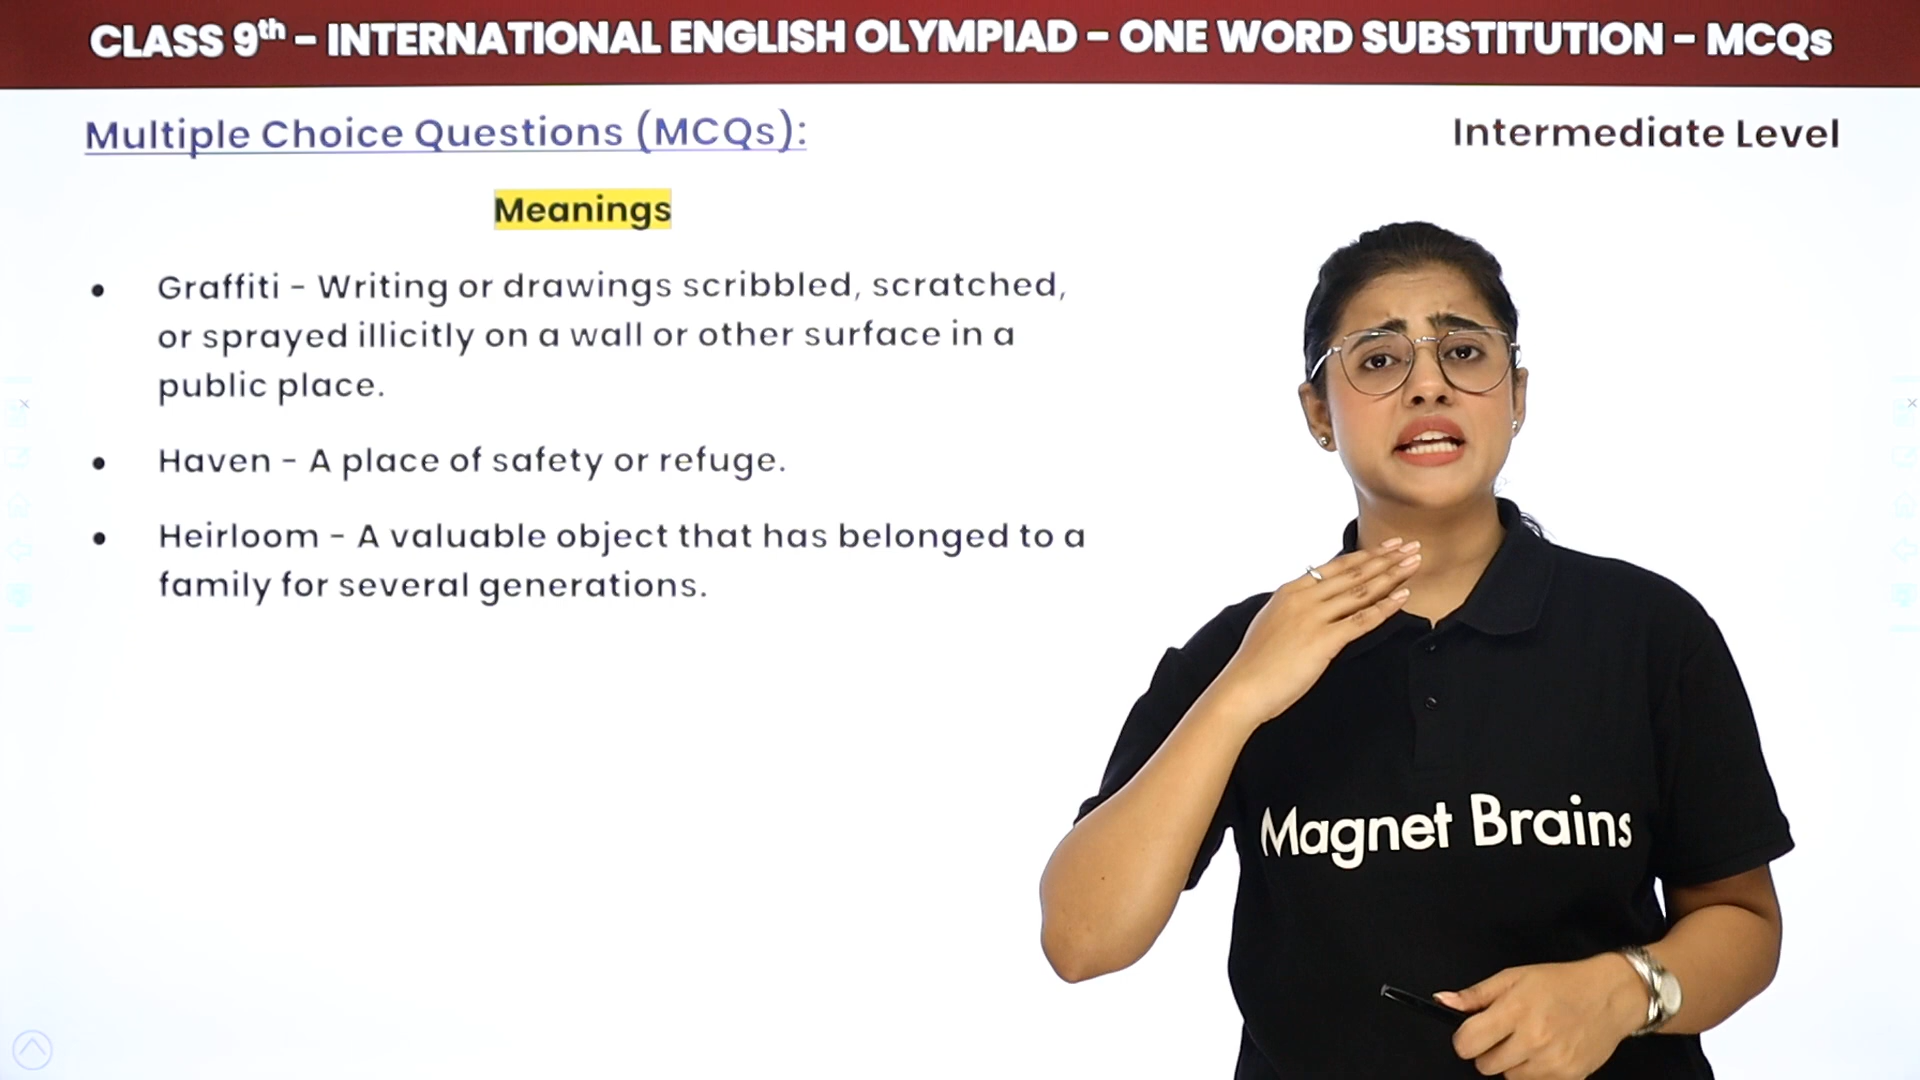 CLASS 9th – INTERNATIONAL ENGLISH OLYMPIAD – ONE WORD SUBSTITUTION – MCQs
Multiple Choice Questions (MCQs):
Intermediate Level
Meanings
• Graffiti – Writing or drawings scribbled, scratched,
or sprayed illicitly on a wall or other surface in a
public place.
• Haven – A place of safety or refuge.
• Heirloom – A valuable object that has belonged to a
family for several generations.
Magnet Brains